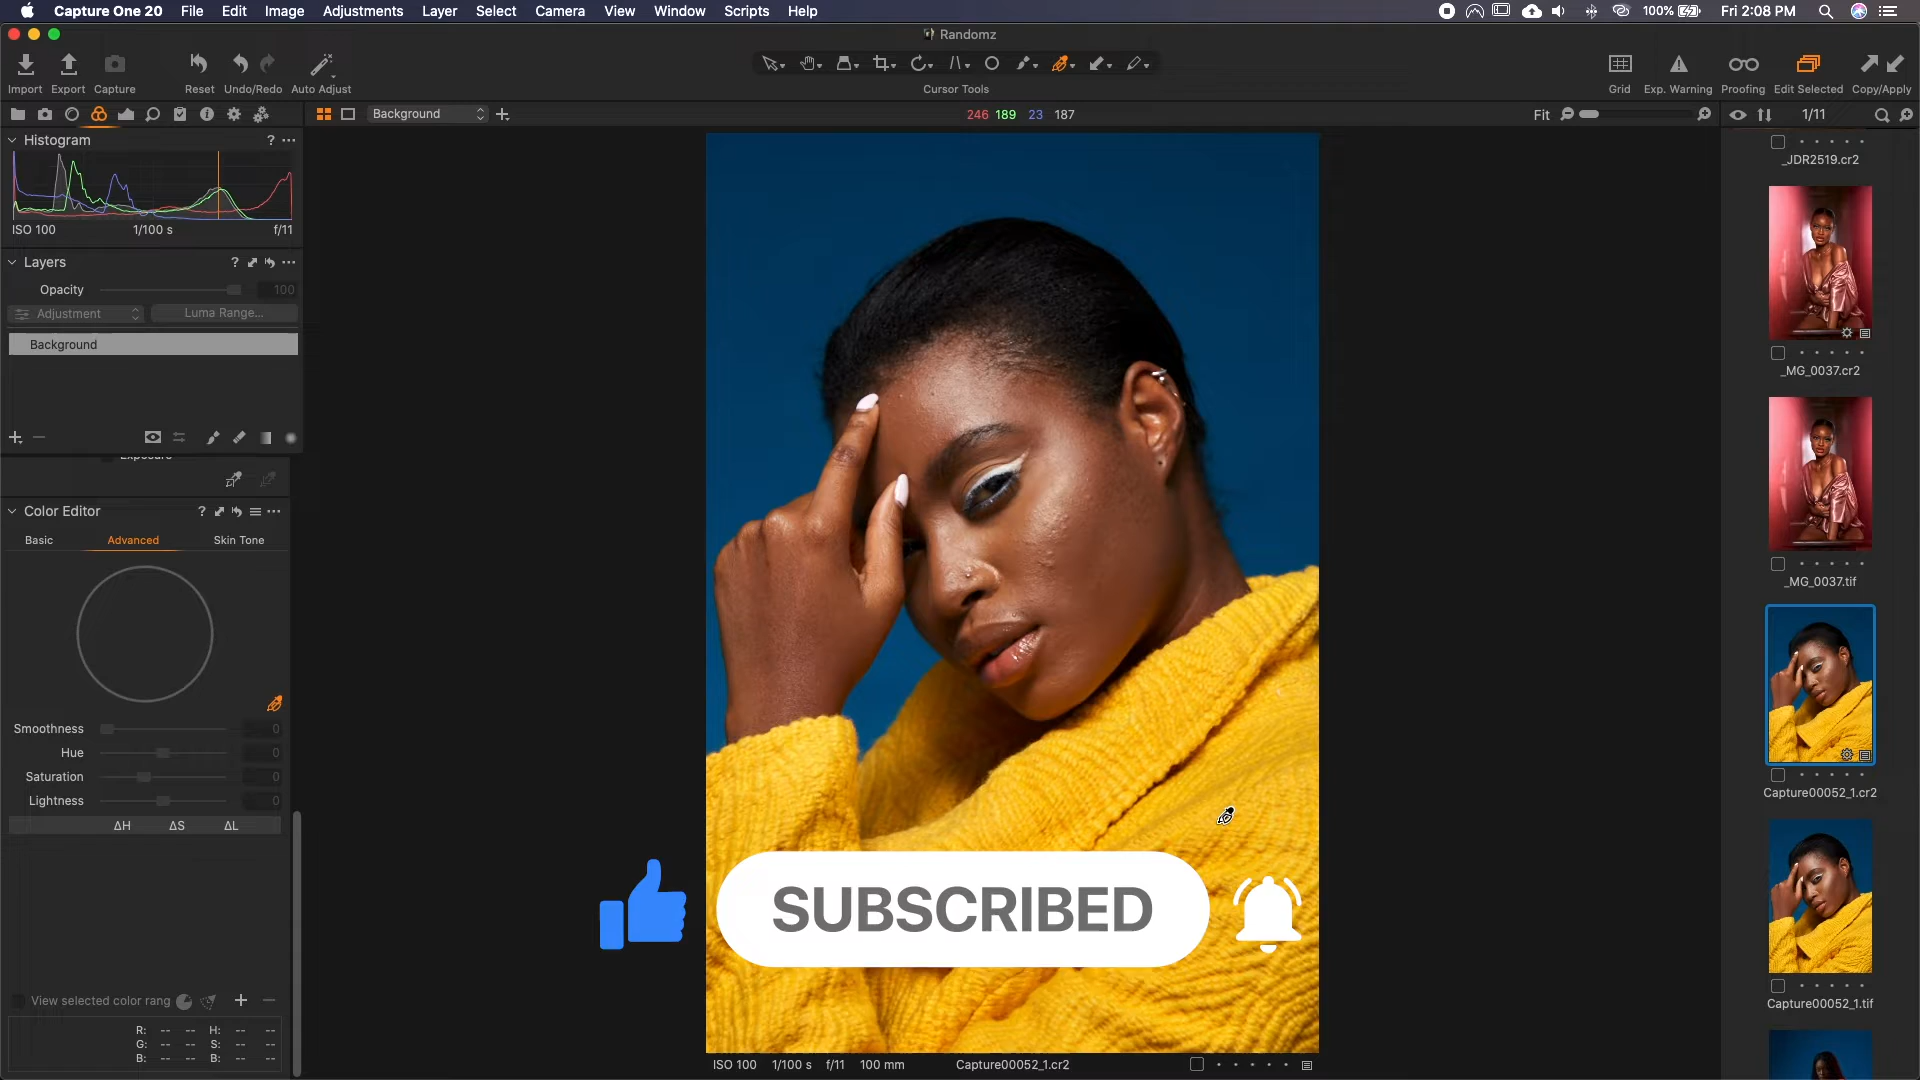 Capture One 20 File Edit Image Adjustments Layer Select Camera View Window Scripts Help 100% Fri 2:08 PM
Randomz
Import Export Capture Reset Undo/Redo Auto Adjust Cursor Tools Grid Exp. Warning Proofing Edit Selected Copy/Apply
Background 246 189 23 187 Fit 1/11
Histogram ?
ISO 100 1/100 s f/11
Layers ?
Opacity 100
Adjustment Luma Range...
Background
Exposure
Color Editor ?
Basic Advanced Skin Tone
Smoothness 0
Hue 0
Saturation 0
Lightness 0
ΔH ΔS ΔL
View selected color rang
R: -- -- H: -- --
G: -- -- S: -- --
B: -- -- B: -- --
SUBSCRIBED
ISO 100 1/100 s f/11 100 mm Capture00052_1.cr2
_JDR2519.cr2
_MG_0037.cr2
_MG_0037.tif
Capture00052_1.cr2
Capture00052_1.tif